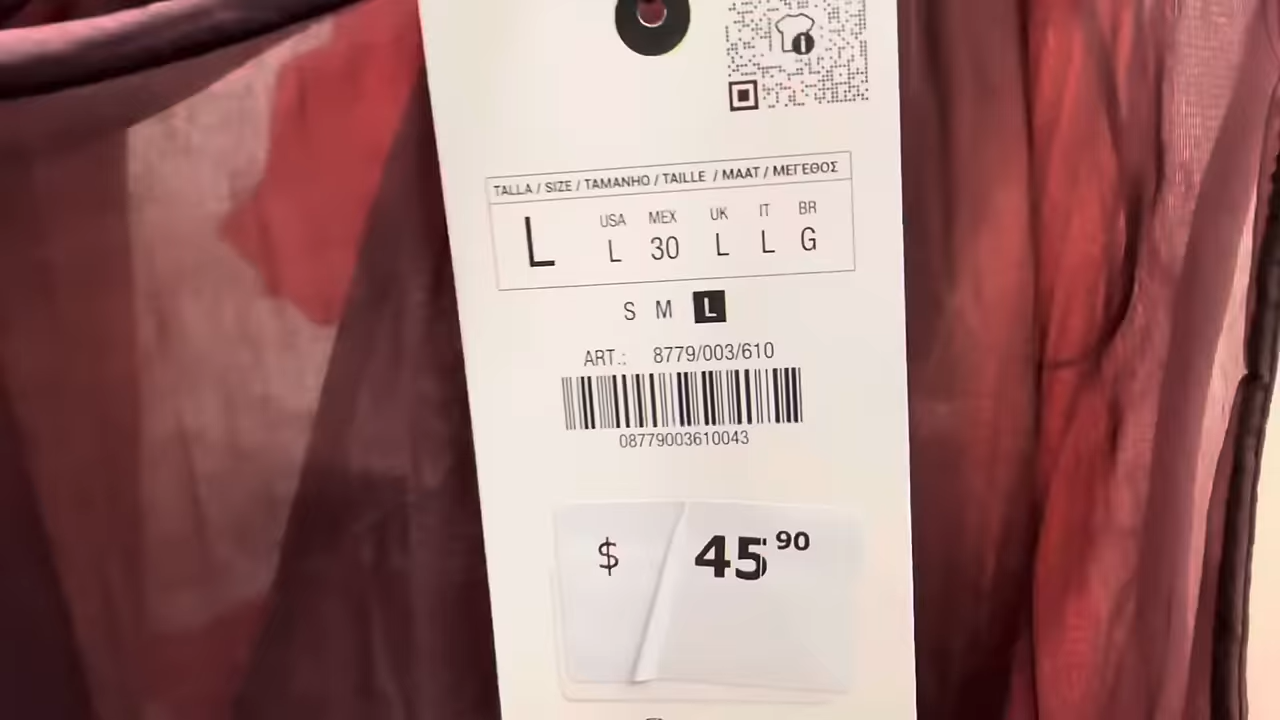 TALLA / SIZE / TAMANHO / TAILLE / MAAT / ΜΕΓΕΘΟΣ
USA MEX UK IT BR
L L 30 L L G
S M L
ART.: 8779/003/610
08779003610043
$ 45,90